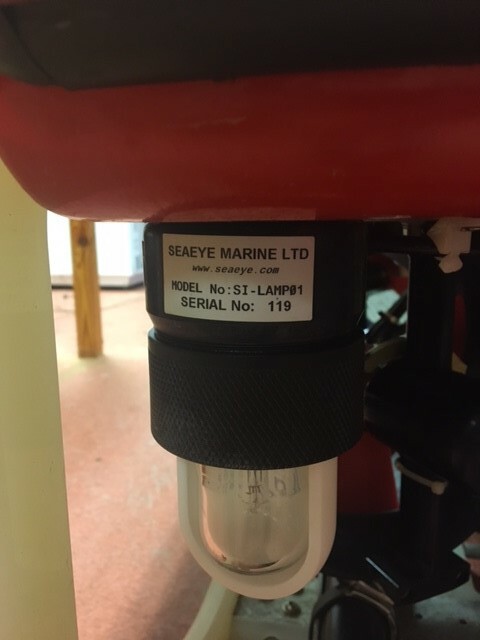 SEAEYE MARINE LTD
www.seaeye.com
MODEL No:SI-LAMP01
SERIAL No: 119